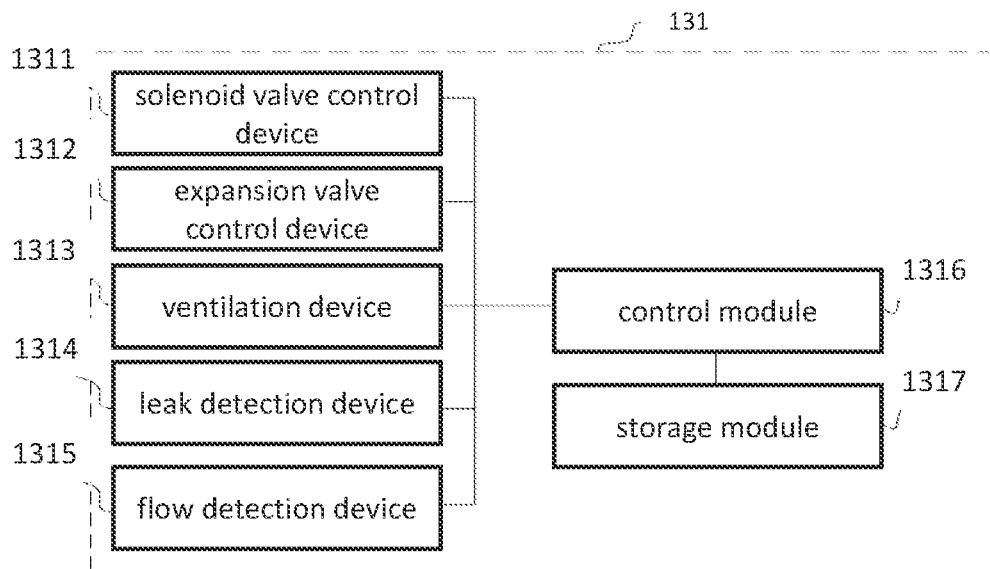 131
1311
solenoid valve control
device
1312
expansion valve
control device
1313
ventilation device
1314
leak detection device
1315
flow detection device
1316
control module
1317
storage module